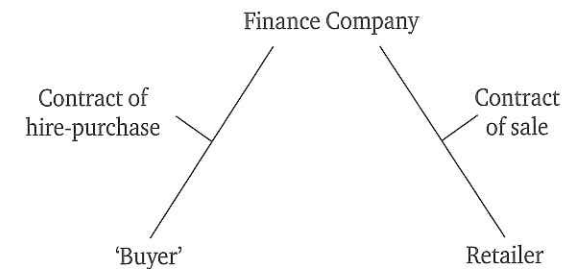 Finance Company
Contract of
hire-purchase
Contract
of sale
‘Buyer’
Retailer